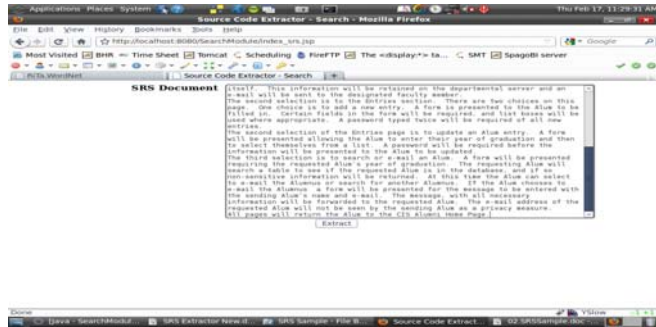 Applications Places System Thu Feb 17, 11:29:31 AM
Source Code Extractor - Search - Mozilla Firefox
File Edit View History Bookmarks Tools Help
http://localhost:8080/SearchModule/index_srs.jsp Google
Most Visited BHR Time Sheet Tomcat Scheduling FireFTP The <display:*> ta... SMT SpagoBI server
RiTa.WordNet Source Code Extractor - Search
SRS Document
itself. This information will be retained on the departmental server and an
e-mail will be sent to the designated faculty member.
The second selection is to the Entries section. There are two choices on this
page. One choice is to add a new entry. A form is presented to the Alum to be
filled in. Certain fields in the form will be required, and list boxes will be
used where appropriate. A password typed twice will be required of all new
entries.
The second selection of the Entries page is to update an Alum entry. A form
will be presented allowing the Alum to enter their year of graduation and then
to select themselves from a list. A password will be required before the
information will be presented to the Alum to be updated.
The third selection is to search or e-mail an Alum. A form will be presented
requiring the requested Alum's year of graduation. The requesting Alum will
search a table to see if the requested Alum is in the database, and if so
non-sensitive information will be returned. At this time the Alum can select
to e-mail the Alumnus or search for another Alumnus. If the Alum chooses to
e-mail the Alumnus a form will be presented for the message to be entered with
the sending Alum's name and e-mail. The message, with all necessary
information will be forwarded to the requested Alum. The e-mail address of the
requested Alum will not be seen by the sending Alum as a privacy measure.
All pages will return the Alum to the CIS Alumni Home Page.
Extract
Done YSlow
[Java - SearchModul... SRS Extractor New.d... SRS Sample - File B... Source Code Extract... 02.SRSSample.doc